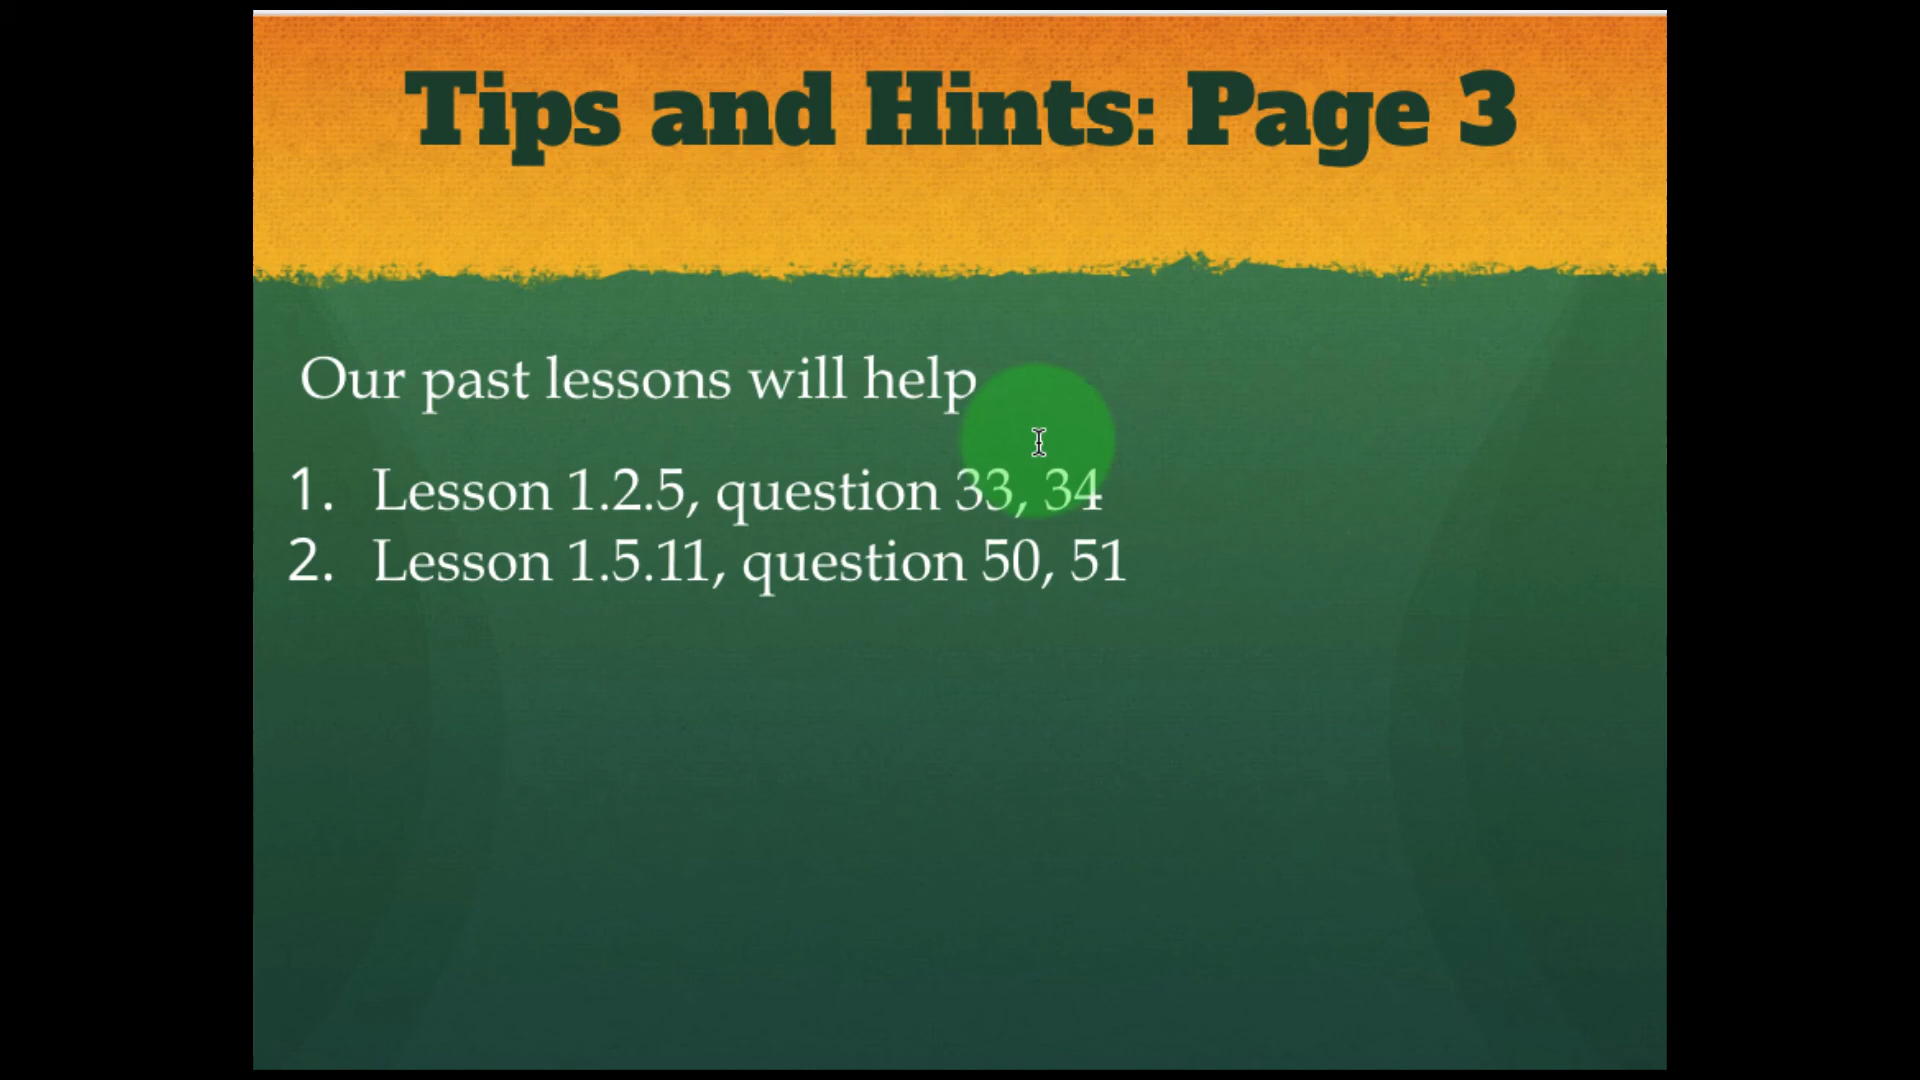 Tips and Hints: Page 3
Our past lessons will help
1. Lesson 1.2.5, question 33, 34
2. Lesson 1.5.11, question 50, 51